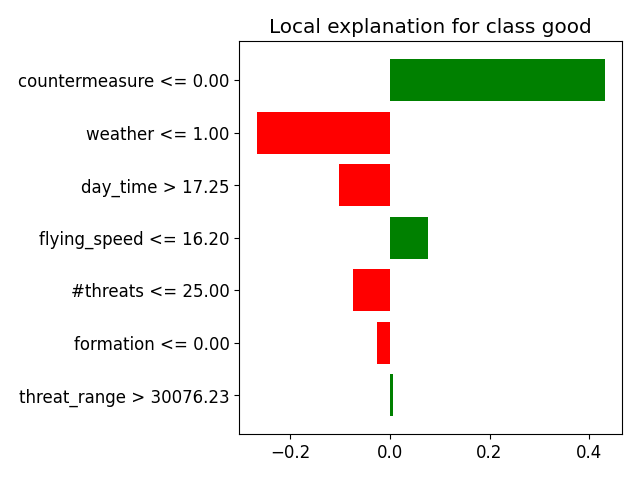 Local explanation for class good
countermeasure <= 0.00
weather <= 1.00
day_time > 17.25
flying_speed <= 16.20
#threats <= 25.00
formation <= 0.00
threat_range > 30076.23
−0.2 0.0 0.2 0.4